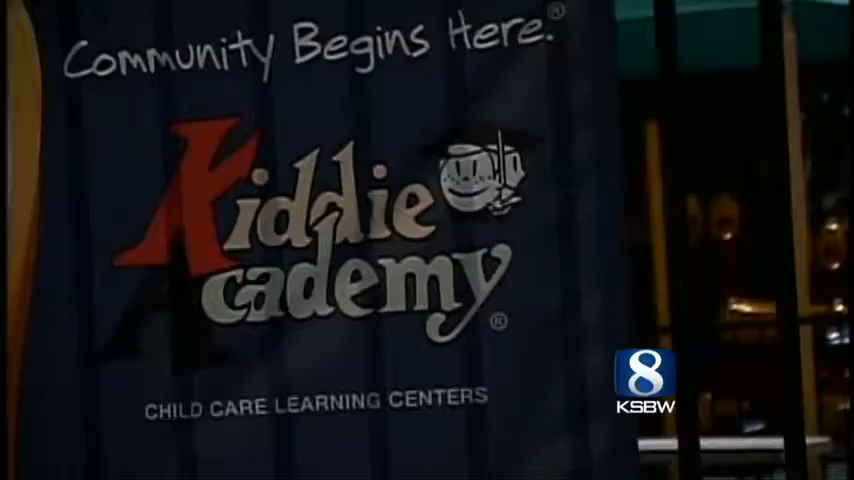 Community Begins Here.®
Kiddie
Academy
®
CHILD CARE LEARNING CENTERS
8
KSBW